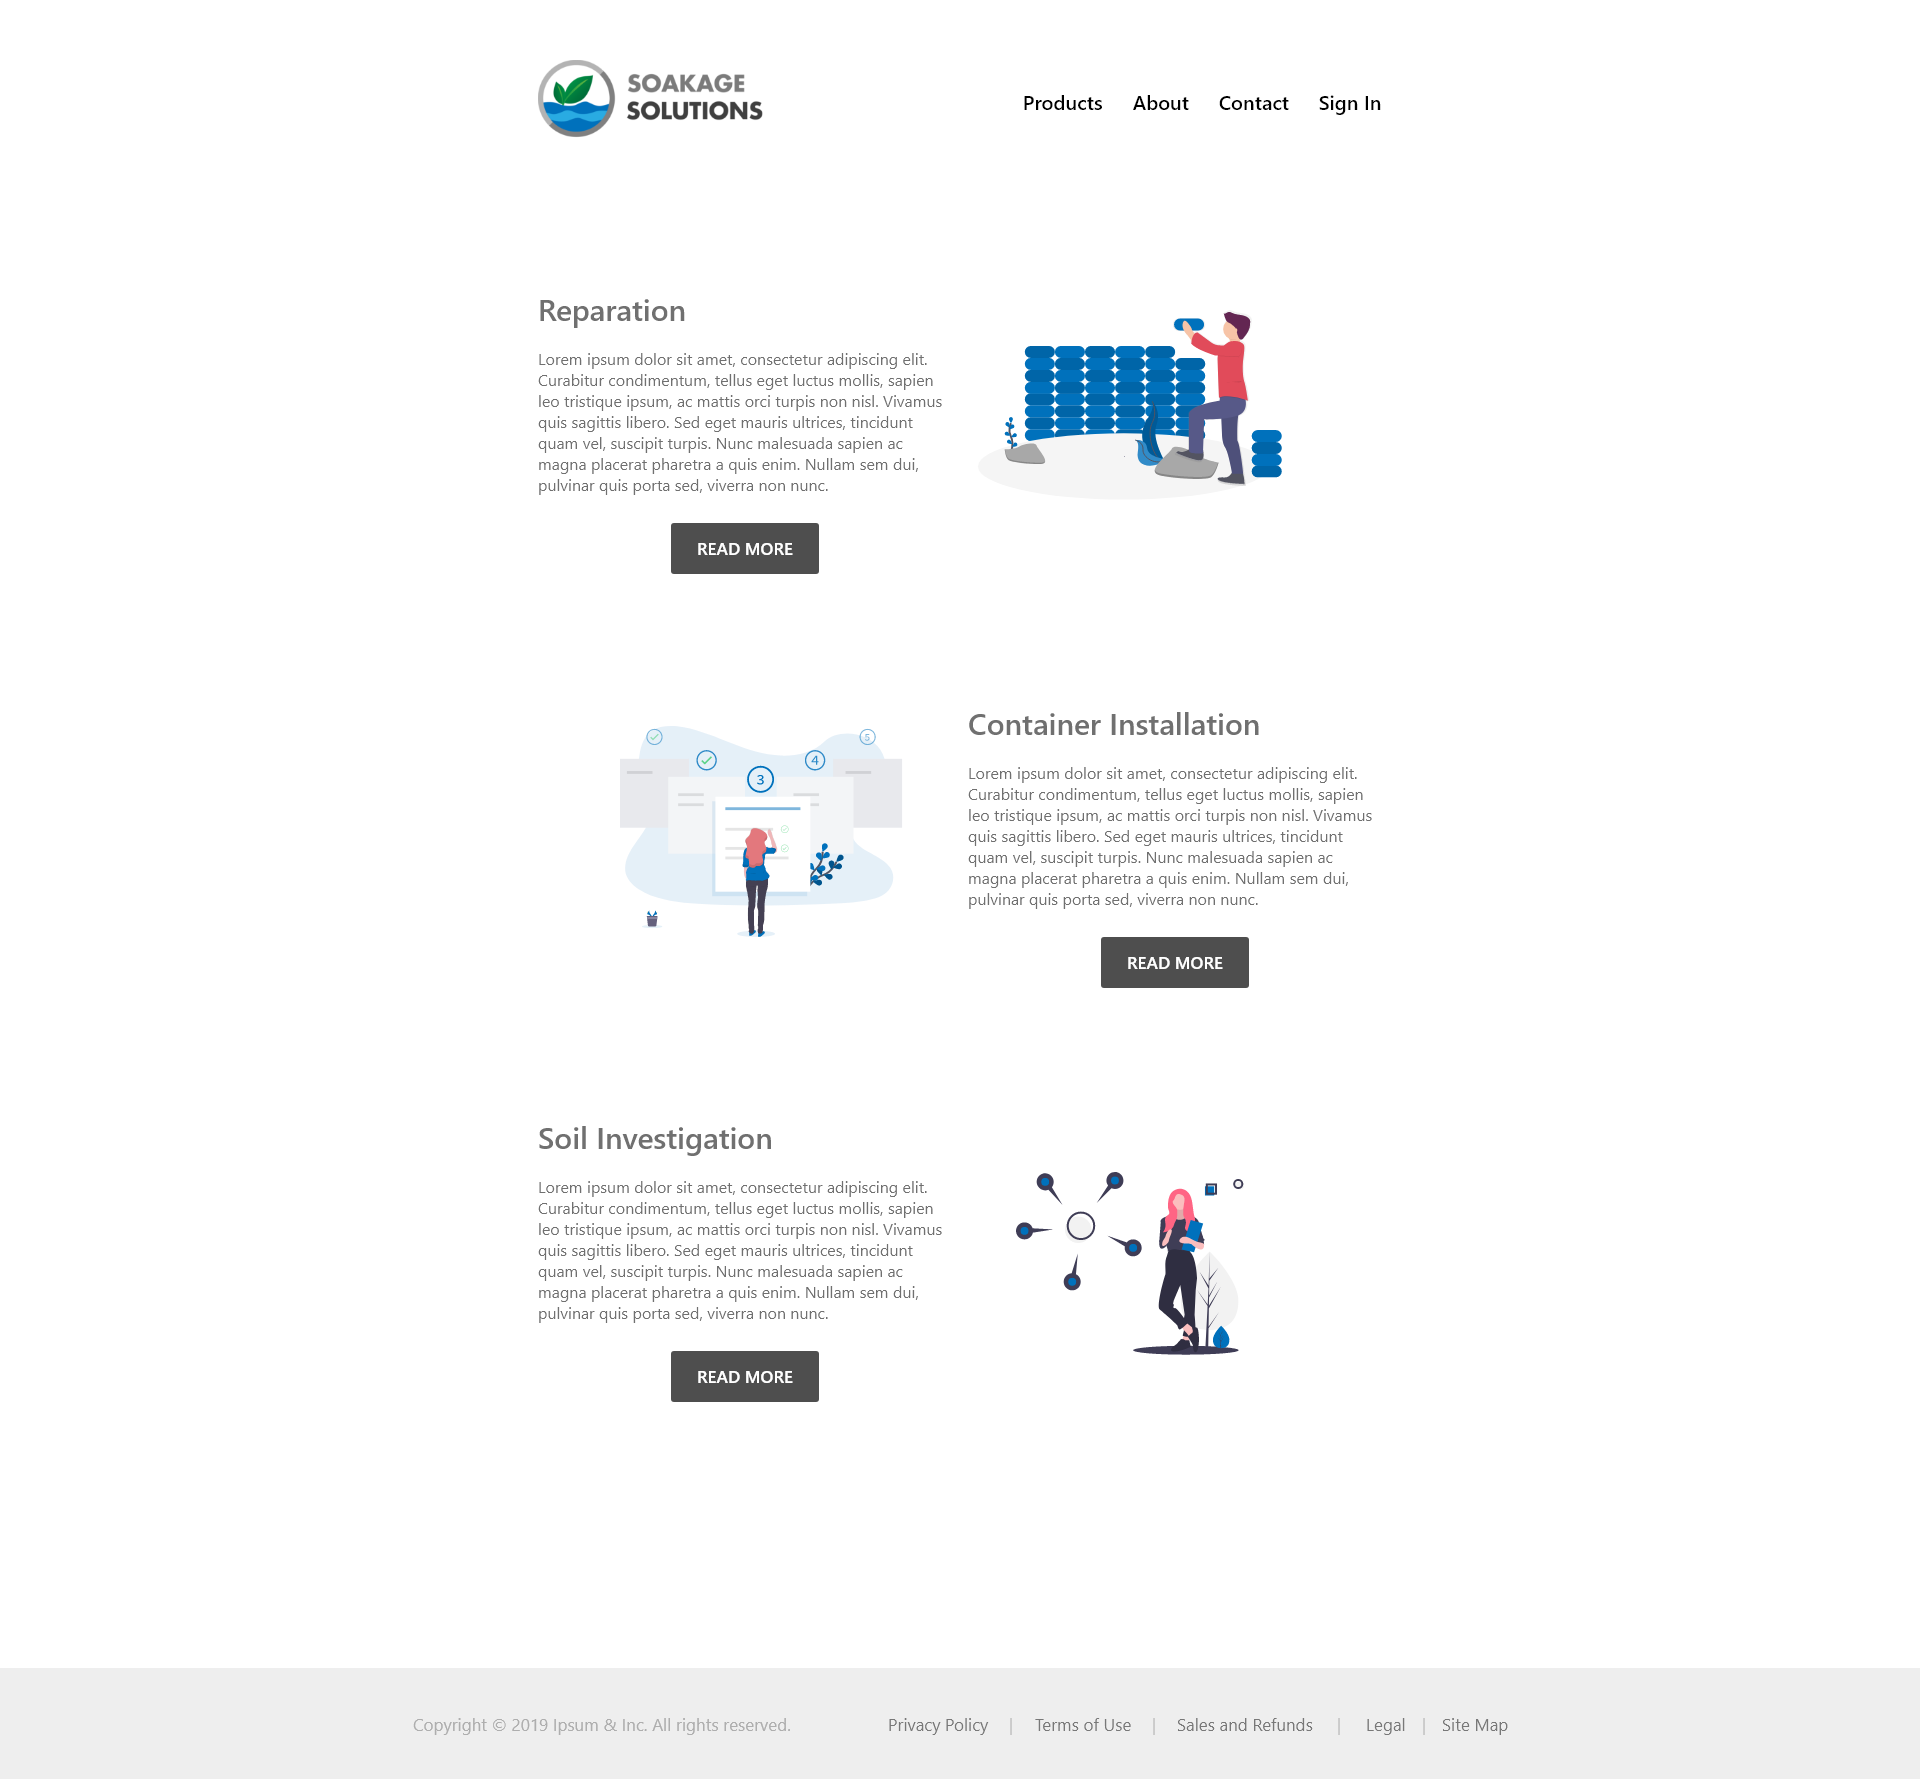 SOAKAGE
SOLUTIONS
Products About Contact Sign In
Reparation
Lorem ipsum dolor sit amet, consectetur adipiscing elit.
Curabitur condimentum, tellus eget luctus mollis, sapien
leo tristique ipsum, ac mattis orci turpis non nisl. Vivamus
quis sagittis libero. Sed eget mauris ultrices, tincidunt
quam vel, suscipit turpis. Nunc malesuada sapien ac
magna placerat pharetra a quis enim. Nullam sem dui,
pulvinar quis porta sed, viverra non nunc.
READ MORE
5
4
3
Container Installation
Lorem ipsum dolor sit amet, consectetur adipiscing elit.
Curabitur condimentum, tellus eget luctus mollis, sapien
leo tristique ipsum, ac mattis orci turpis non nisl. Vivamus
quis sagittis libero. Sed eget mauris ultrices, tincidunt
quam vel, suscipit turpis. Nunc malesuada sapien ac
magna placerat pharetra a quis enim. Nullam sem dui,
pulvinar quis porta sed, viverra non nunc.
READ MORE
Soil Investigation
Lorem ipsum dolor sit amet, consectetur adipiscing elit.
Curabitur condimentum, tellus eget luctus mollis, sapien
leo tristique ipsum, ac mattis orci turpis non nisl. Vivamus
quis sagittis libero. Sed eget mauris ultrices, tincidunt
quam vel, suscipit turpis. Nunc malesuada sapien ac
magna placerat pharetra a quis enim. Nullam sem dui,
pulvinar quis porta sed, viverra non nunc.
READ MORE
Copyright © 2019 Ipsum & Inc. All rights reserved.
Privacy Policy | Terms of Use | Sales and Refunds | Legal | Site Map